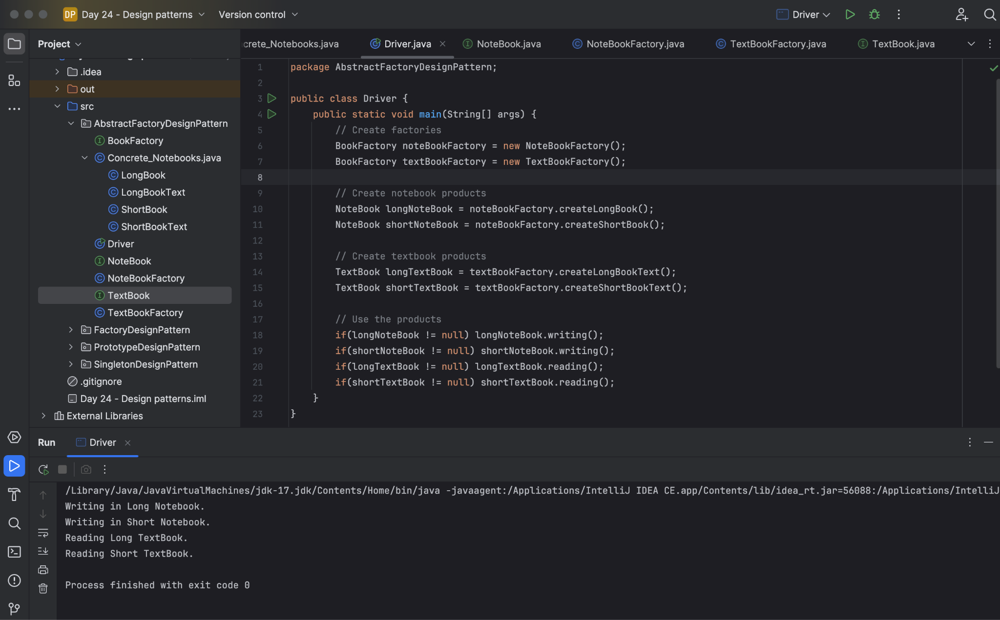 DP Day 24 - Design patterns Version control Driver
Project
crete_Notebooks.java Driver.java NoteBook.java NoteBookFactory.java TextBookFactory.java TextBook.java
.idea
out
src
AbstractFactoryDesignPattern
BookFactory
Concrete_Notebooks.java
LongBook
LongBookText
ShortBook
ShortBookText
Driver
NoteBook
NoteBookFactory
TextBook
TextBookFactory
FactoryDesignPattern
PrototypeDesignPattern
SingletonDesignPattern
.gitignore
Day 24 - Design patterns.iml
External Libraries
1 package AbstractFactoryDesignPattern;
2
3 public class Driver {
4 public static void main(String[] args) {
5 // Create factories
6 BookFactory noteBookFactory = new NoteBookFactory();
7 BookFactory textBookFactory = new TextBookFactory();
8
9 // Create notebook products
10 NoteBook longNoteBook = noteBookFactory.createLongBook();
11 NoteBook shortNoteBook = noteBookFactory.createShortBook();
12
13 // Create textbook products
14 TextBook longTextBook = textBookFactory.createLongBookText();
15 TextBook shortTextBook = textBookFactory.createShortBookText();
16
17 // Use the products
18 if(longNoteBook != null) longNoteBook.writing();
19 if(shortNoteBook != null) shortNoteBook.writing();
20 if(longTextBook != null) longTextBook.reading();
21 if(shortTextBook != null) shortTextBook.reading();
22 }
23 }
Run Driver
/Library/Java/JavaVirtualMachines/jdk-17.jdk/Contents/Home/bin/java -javaagent:/Applications/IntelliJ IDEA CE.app/Contents/lib/idea_rt.jar=56088:/Applications/IntelliJ
Writing in Long Notebook.
Writing in Short Notebook.
Reading Long TextBook.
Reading Short TextBook.
Process finished with exit code 0